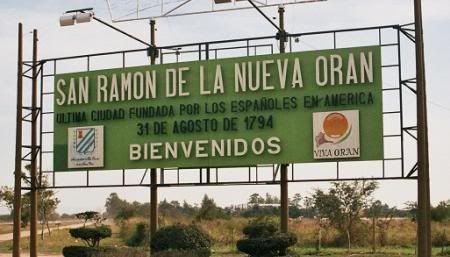 SAN RAMON DE LA NUEVA ORAN
ULTIMA CIUDAD FUNDADA POR LOS ESPAÑOLES EN AMERICA
31 DE AGOSTO DE 1794
BIENVENIDOS
VIVA ORAN